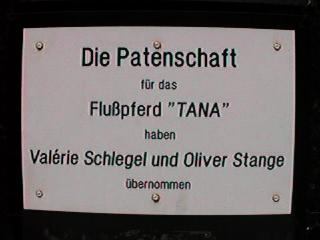 Die Patenschaft
für das
Flußpferd "TANA"
haben
Valérie Schlegel und Oliver Stange
übernommen